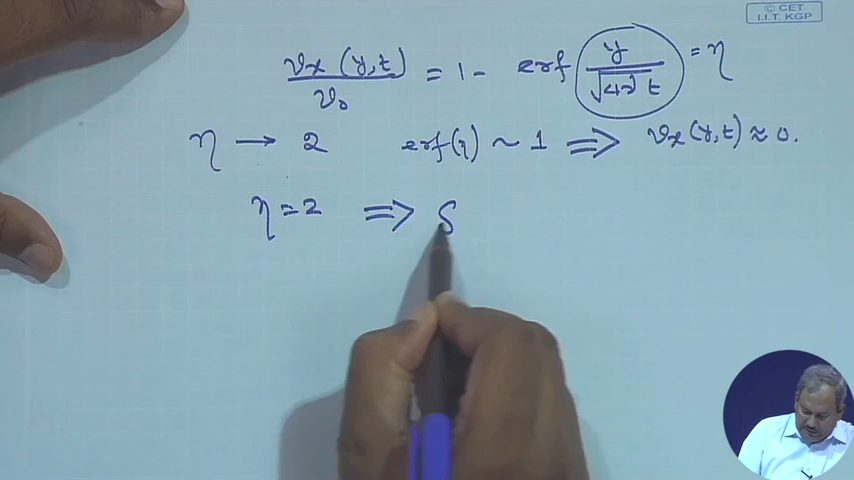 © CET
I.I.T. KGP
vx (y,t) / v0 = 1 - erf y / √4νt = η
η → 2 erf(η) ~ 1 ⇒ vx (y,t) ≈ 0.
η = 2 ⇒ δ